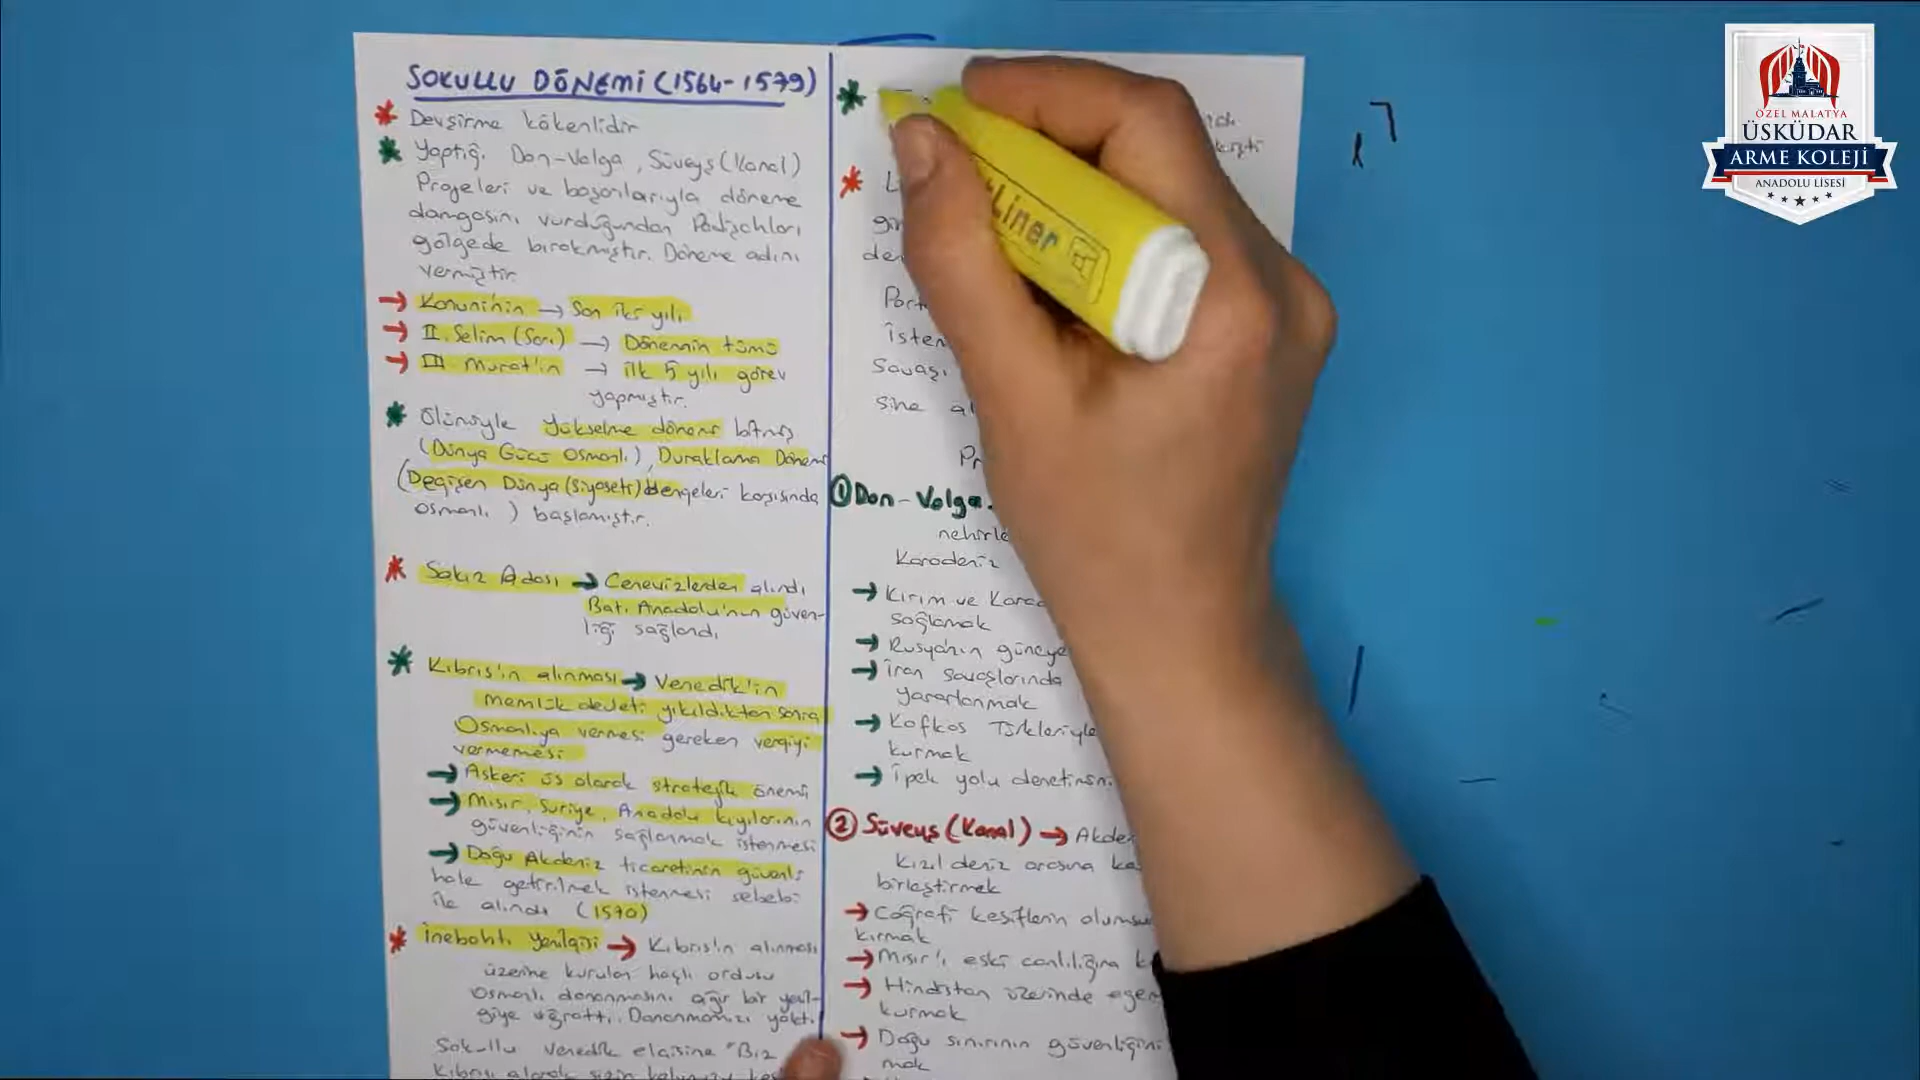 SOKULLU DÖNEMİ (1564-1579)
* Devşirme kökenlidir
* Yaptığı Don-Volga, Süveyş (Kanal)
Projeleri ve başarılarıyla döneme
damgasını vurduğundan Padişahları
gölgede bırakmıştır. Döneme adını
vermiştir.
→ Kanuni'nin → Son iki yılı
→ II. Selim (Sarı) → Dönemin tümü
→ III Murat'ın → ilk 5 yılı görev
yapmıştır.
* Ölümüyle Yükselme dönemi bitmiş
(Dünya Gücü Osmanlı), Duraklama Dönemi
(Değişen Dünya (Siyaseti) dengeleri karşısında
Osmanlı) başlamıştır.
* Sakız Adası → Cenevizlerden alındı
Batı Anadolu'nun güven-
liği sağlandı
* Kıbrıs'ın alınması → Venedik'in
memlük devleti yıkıldıktan sonra
Osmanlıya vermesi gereken vergiyi
vermemesi
→ Askeri üs olarak stratejik önemi
→ Mısır, Suriye, Anadolu kıyılarının
güvenliğinin sağlanmak istenmesi
→ Doğu Akdeniz ticaretinin güvenli
hale getirilmek istenmesi sebebi
ile alındı (1570)
* İnebahtı Yenilgisi → Kıbrıs'ın alınması
üzerine kurulan haçlı ordusu
Osmanlı donanmasını ağır bir yenil-
giye uğrattı. Donanmamızı yaktı.
Sokullu Venedik elçisine "Biz
Kıbrısı alarak sizin kolunuzu
*
*
Savaşı
① Don-Volga
Karadeniz
→ Kırım ve
sağlamak
→ Rusya'nın güneye
→ İran savaşlarında
yararlanmak
→ Kafkas Türkleriyle
kurmak
→ İpek yolu
② Süveyş (Kanal) →
Kızıl deniz arasına
birleştirmek
→ Coğrafi keşiflerin
kırmak
→ Mısır'ı eski canlılığına
→ Hindistan üzerinde
kurmak
→ Doğu sınırının güvenliğini
mak
Liner
ÖZEL MALATYA
ÜSKÜDAR
ARME KOLEJİ
ANADOLU LİSESİ